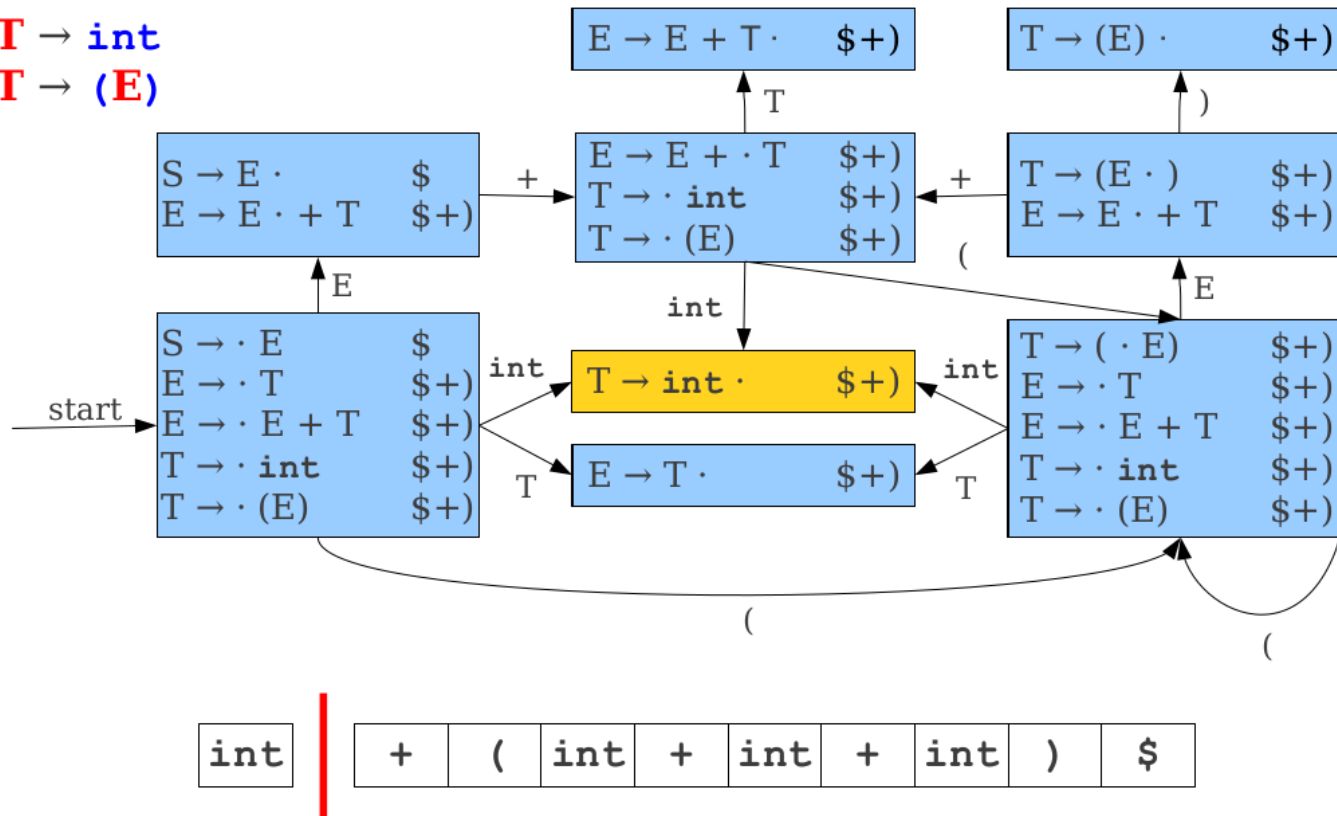 T → int
T → (E)
E → E + T · $+)
T → (E) · $+)
T
)
S → E · $
E → E · + T $+)
+
E → E + · T $+)
T → · int $+)
T → · (E) $+)
+
T → (E · ) $+)
E → E · + T $+)
E
int
(
E
start
S → · E $
E → · T $+)
E → · E + T $+)
T → · int $+)
T → · (E) $+)
int
T
T → int · $+)
E → T · $+)
int
T
T → ( · E) $+)
E → · T $+)
E → · E + T $+)
T → · int $+)
T → · (E) $+)
(
(
int + ( int + int + int ) $